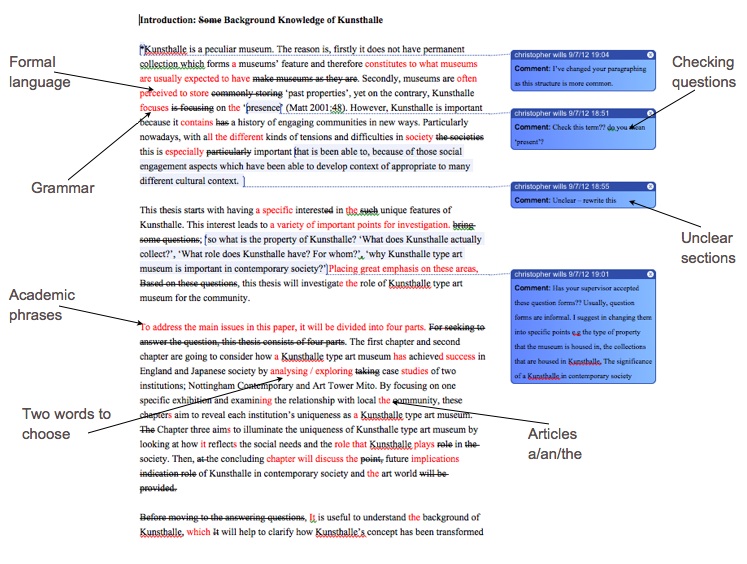 Introduction: Some Background Knowledge of Kunsthalle
"Kunsthalle is a peculiar museum. The reason is, firstly it does not have permanent
collection which forms a museums' feature and therefore constitutes to what museums
are usually expected to have make museums as they are. Secondly, museums are often
perceived to store commonly storing 'past properties', yet on the contrary, Kunsthalle
focuses is focusing on the 'presence' (Matt 2001;48). However, Kunsthalle is important
because it contains has a history of engaging communities in new ways. Particularly
nowadays, with all the different kinds of tensions and difficulties in society the societies
this is especially particularly important that is been able to, because of those social
engagement aspects which have been able to develop context of appropriate to many
different cultural context.
This thesis starts with having a specific interested in the such unique features of
Kunsthalle. This interest leads to a variety of important points for investigation. bring
some questions; 'so what is the property of Kunsthalle? 'What does Kunsthalle actually
collect?', 'What role does Kunsthalle have? For whom?', 'why Kunsthalle type art
museum is important in contemporary society?' Placing great emphasis on these areas,
Based on these questions, this thesis will investigate the role of Kunsthalle type art
museum for the community.
To address the main issues in this paper, it will be divided into four parts. For seeking to
answer the question, this thesis consists of four parts. The first chapter and second
chapter are going to consider how a Kunsthalle type art museum has achieved success in
England and Japanese society by analysing / exploring taking case studies of two
institutions; Nottingham Contemporary and Art Tower Mito. By focusing on one
specific exhibition and examining the relationship with local the community, these
chapters aim to reveal each institution's uniqueness as a Kunsthalle type art museum.
The Chapter three aims to illuminate the uniqueness of Kunsthalle type art museum by
looking at how it reflects the social needs and the role that Kunsthalle plays role in the
society. Then, at the concluding chapter will discuss the point, future implications
indication role of Kunsthalle in contemporary society and the art world will be
provided.
Before moving to the answering questions, It is useful to understand the background of
Kunsthalle, which it will help to clarify how Kunsthalle's concept has been transformed
Formal
language
Grammar
Academic
phrases
Two words to
choose
christopher wills 9/7/12 19:04
Comment: I've changed your paragraphing
as this structure is more common.
christopher wills 9/7/12 18:51
Comment: Check this term?? do you mean
'present'?
christopher wills 9/7/12 18:55
Comment: Unclear – rewrite this
christopher wills 9/7/12 19:01
Comment: Has your supervisor accepted
these question forms?? Usually, question
forms are informal. I suggest in changing them
into specific points e.g the type of property
that the museum is housed in, the collections
that are housed in Kunsthalle, The significance
of a Kunsthalle in contemporary society
Checking
questions
Unclear
sections
Articles
a/an/the